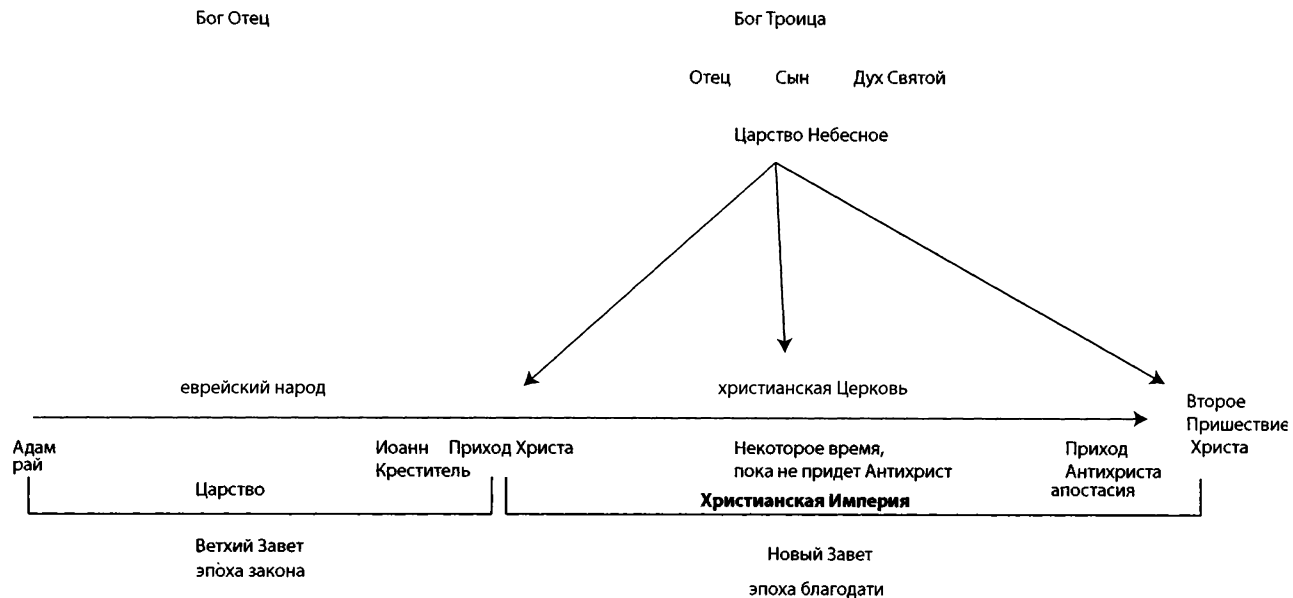 Бог Отец
Бог Троица
Отец Сын Дух Святой
Царство Небесное
еврейский народ
христианская Церковь
Адам
рай
Иоанн
Креститель
Приход Христа
Некоторое время,
пока не придет Антихрист
Приход
Антихриста
апостасия
Второе
Пришествие
Христа
Царство
Христианская Империя
Ветхий Завет
эпоха закона
Новый Завет
эпоха благодати